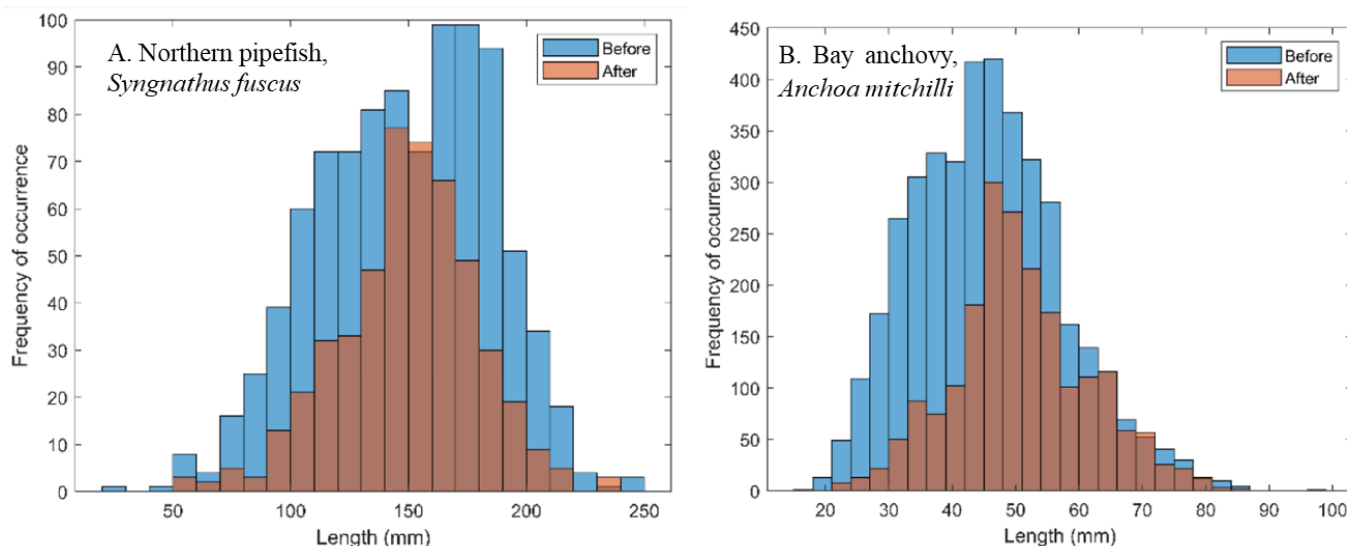 A. Northern pipefish,
Syngnathus fuscus
Before
After
100
90
80
70
60
50
40
30
20
10
0
Frequency of occurrence
50
100
150
200
250
Length (mm)
B. Bay anchovy,
Anchoa mitchilli
Before
After
450
400
350
300
250
200
150
100
50
0
Frequency of occurrence
20
30
40
50
60
70
80
90
100
Length (mm)